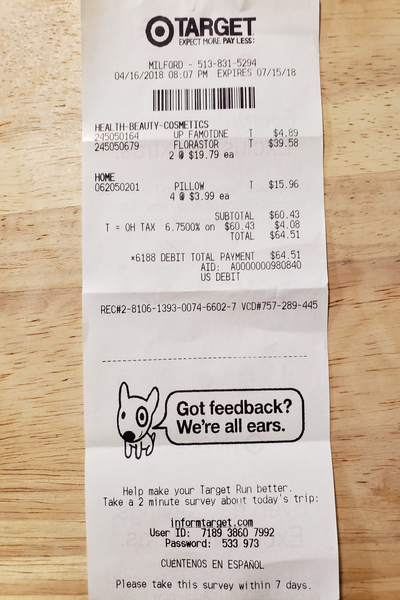 TARGET
EXPECT MORE. PAY LESS.
MILFORD - 513-831-5294
04/16/2018 08:07 PM EXPIRES 07/15/18
HEALTH-BEAUTY-COSMETICS
245050164 UP FAMOTDNE T $4.89
245050679 FLORASTOR T $39.58
2 @ $19.79 ea
HOME
062050201 PILLOW T $15.96
4 @ $3.99 ea
SUBTOTAL $60.43
T = OH TAX 6.7500% on $60.43 $4.08
TOTAL $64.51
*6188 DEBIT TOTAL PAYMENT $64.51
AID: A0000000980840
US DEBIT
REC#2-8106-1393-0074-6602-7 VCD#757-289-445
Got feedback?
We're all ears.
Help make your Target Run better.
Take a 2 minute survey about today's trip:
informtarget.com
User ID: 7189 3860 7992
Password: 533 973
CUENTENOS EN ESPAÑOL
Please take this survey within 7 days.